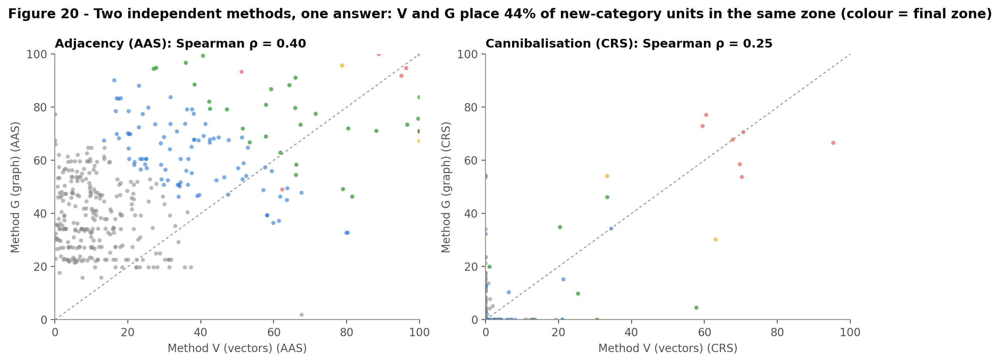 Figure 20 - Two independent methods, one answer: V and G place 44% of new-category units in the same zone (colour = final zone)
Adjacency (AAS): Spearman ρ = 0.40
100
80
60
40
20
0
Method G (graph) (AAS)
0 20 40 60 80 100
Method V (vectors) (AAS)
Cannibalisation (CRS): Spearman ρ = 0.25
100
80
60
40
20
0
Method G (graph) (CRS)
0 20 40 60 80 100
Method V (vectors) (CRS)